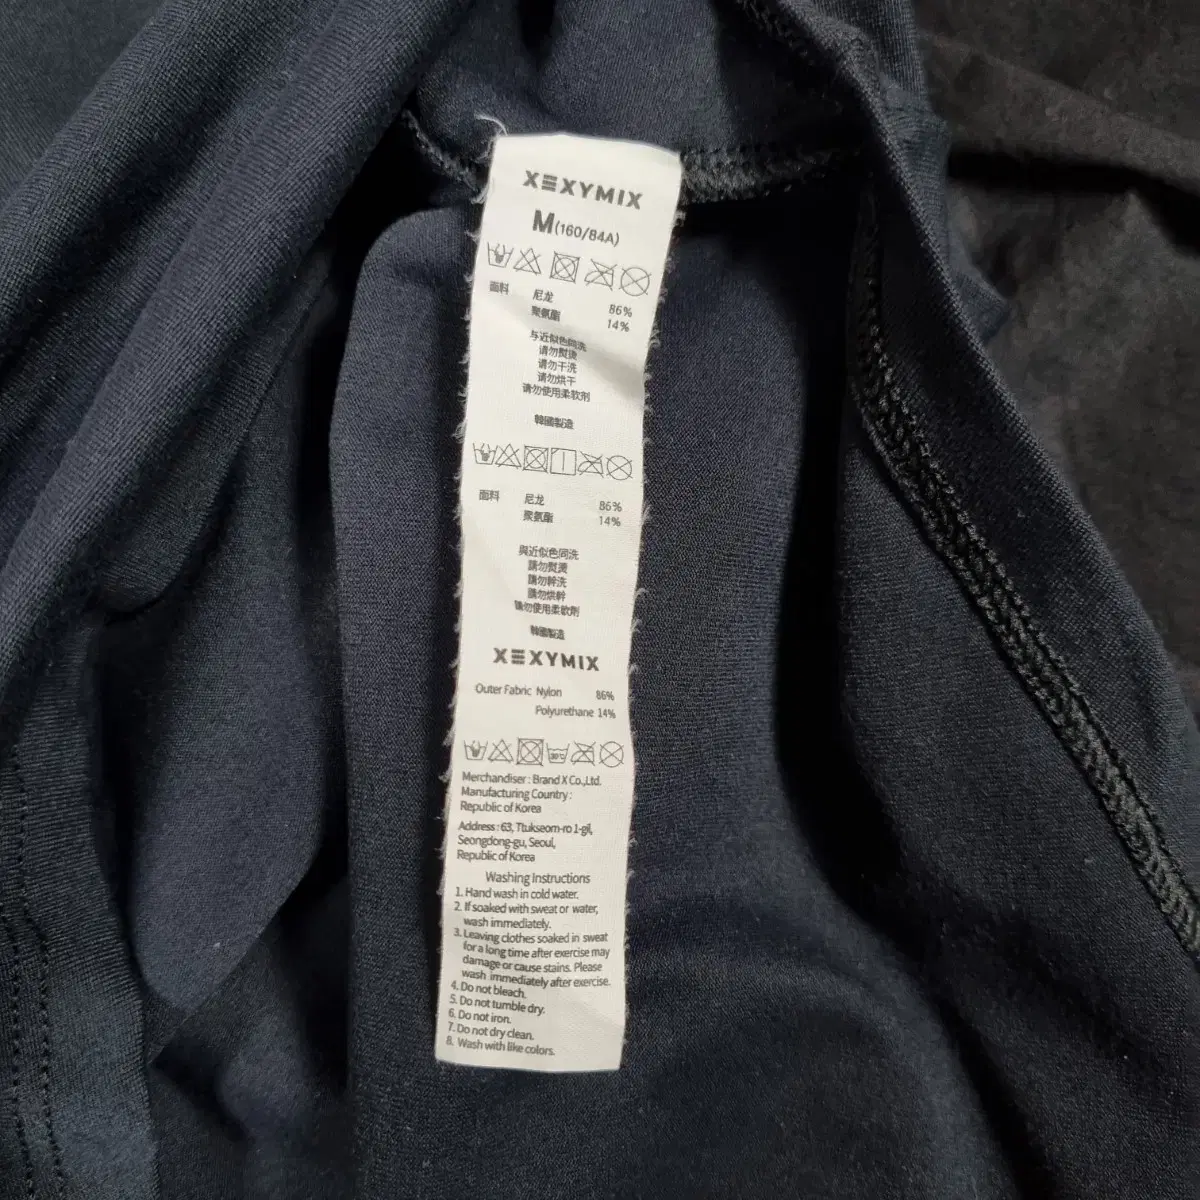 XEXYMIX
M(160/84A)
面料 尼龙 86%
聚氨酯 14%
与近似色同洗
请勿熨烫
请勿干洗
请勿烘干
请勿使用柔软剂
韓國製造
面料 尼龙 86%
聚氨酯 14%
與近似色同洗
請勿熨燙
請勿幹洗
請勿烘幹
請勿使用柔軟劑
韓國製造
XEXYMIX
Outer Fabric Nylon 86%
Polyurethane 14%
30℃
Merchandiser : Brand X Co.,Ltd.
Manufacturing Country :
Republic of Korea
Address : 63, Ttukseom-ro 1-gil,
Seongdong-gu, Seoul,
Republic of Korea
Washing Instructions
1. Hand wash in cold water.
2. If soaked with sweat or water,
wash immediately.
3. Leaving clothes soaked in sweat
for a long time after exercise may
damage or cause stains. Please
wash immediately after exercise.
4. Do not bleach.
5. Do not tumble dry.
6. Do not iron.
7. Do not dry clean.
8. Wash with like colors.